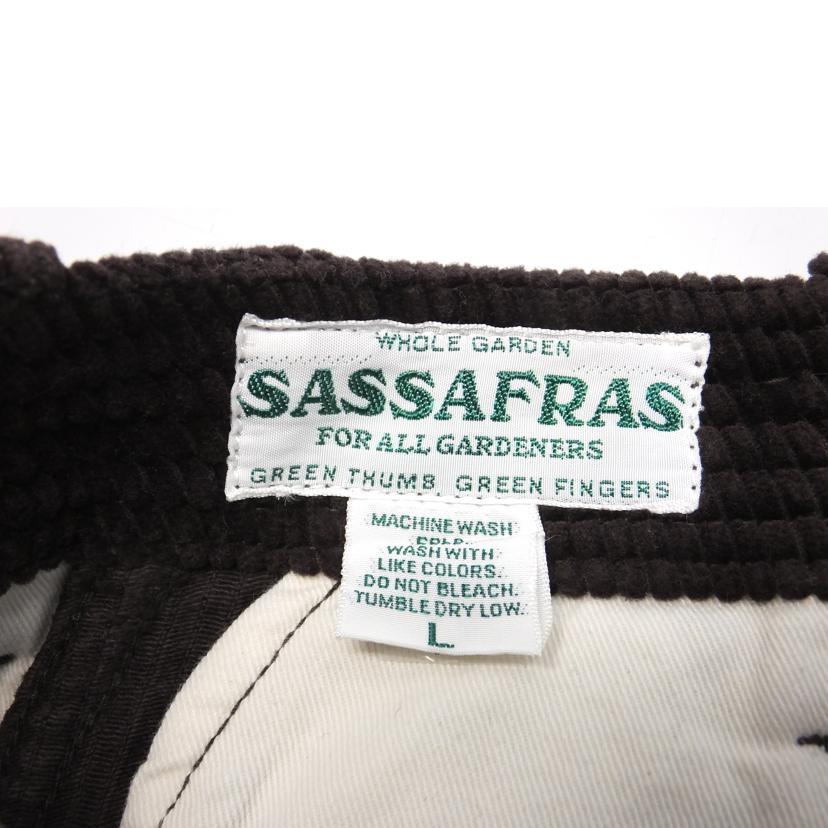 WHOLE GARDEN
SASSAFRAS
FOR ALL GARDENERS
GREEN THUMB, GREEN FINGERS
MACHINE WASH
WASH WITH
LIKE COLORS.
DO NOT BLEACH.
TUMBLE DRY LOW.
L